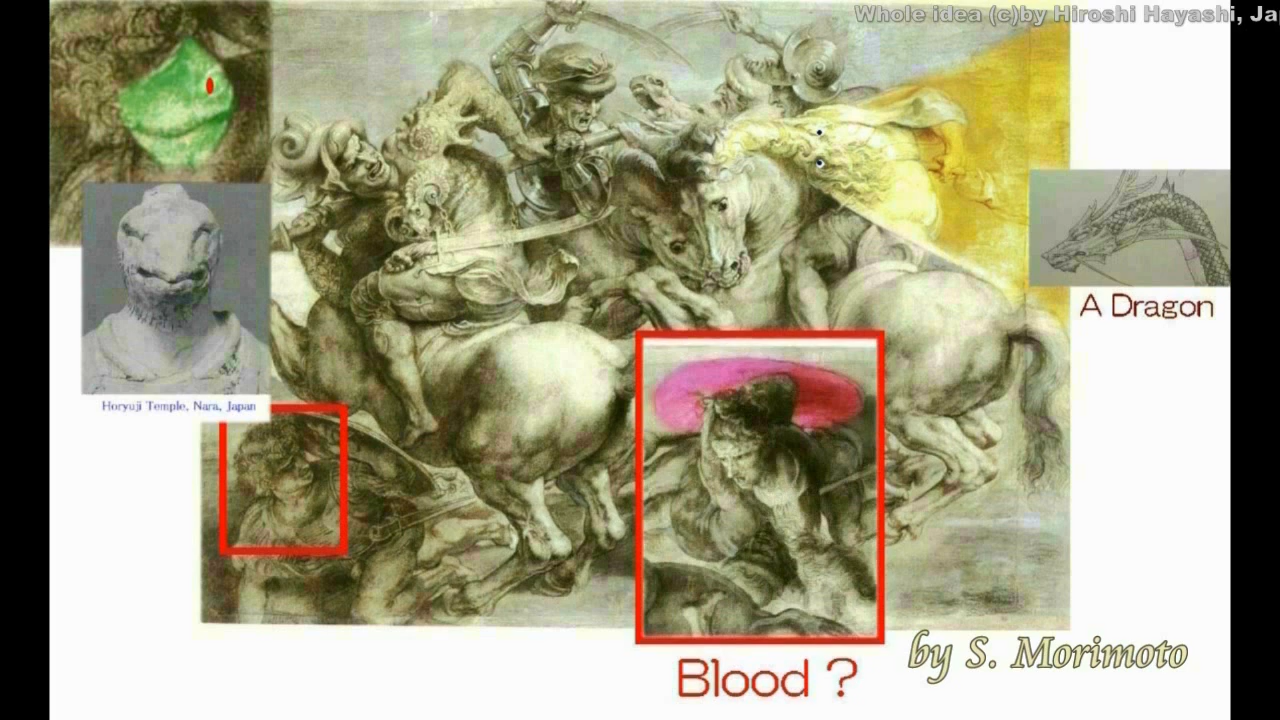 Whole idea (c)by Hiroshi Hayashi, Ja
A Dragon
Horyuji Temple, Nara, Japan
by S. Morimoto
Blood ?